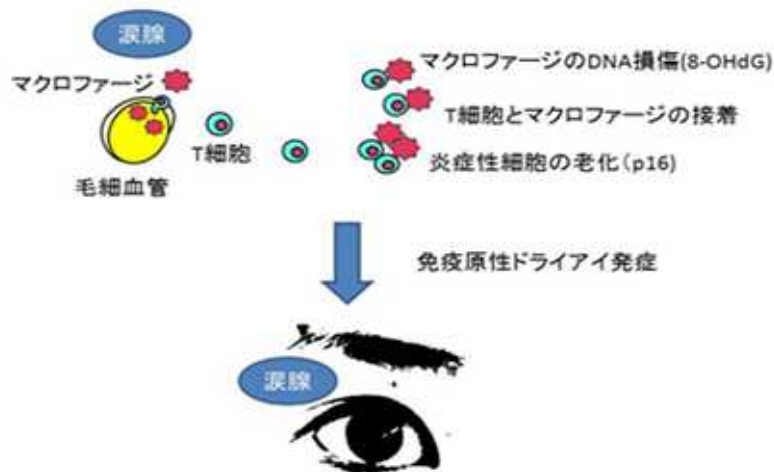 涙腺
マクロファージ
T細胞
毛細血管
マクロファージのDNA損傷(8-OHdG)
T細胞とマクロファージの接着
炎症性細胞の老化(p16)
免疫原性ドライアイ発症
涙腺